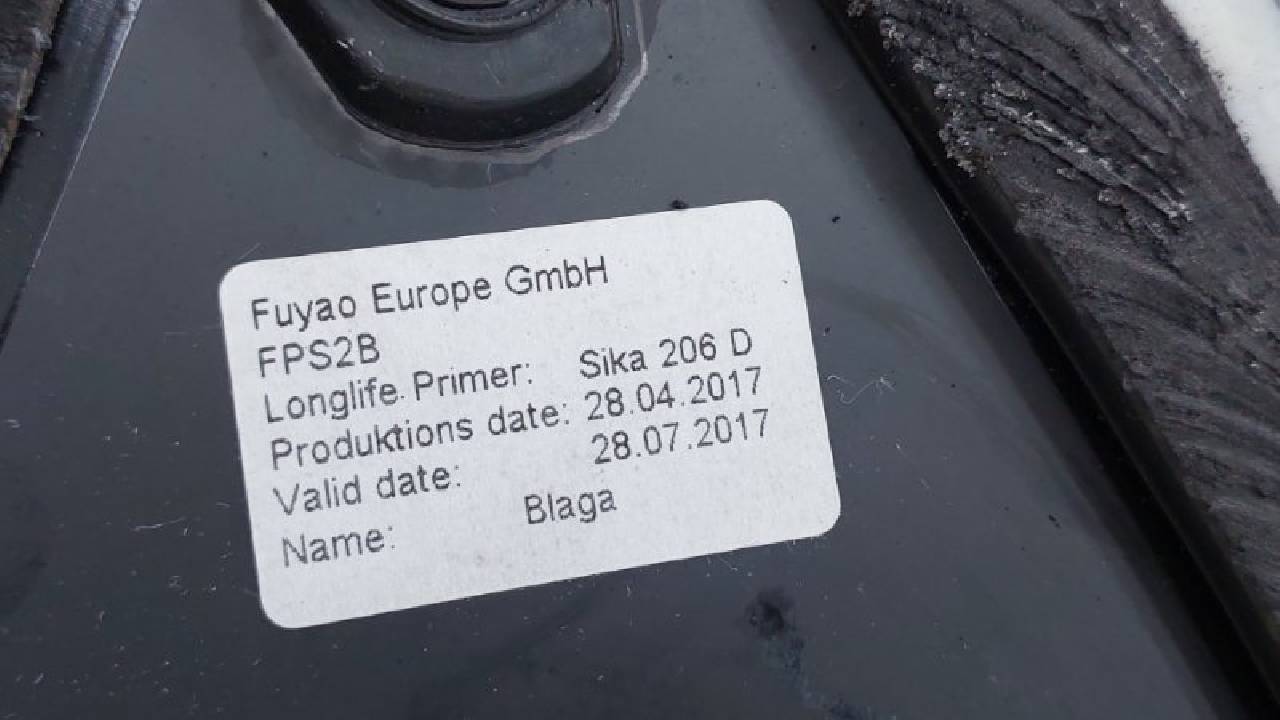 Fuyao Europe GmbH
FPS2B
Longlife Primer: Sika 206 D
Produktions date: 28.04.2017
Valid date: 28.07.2017
Name: Blaga